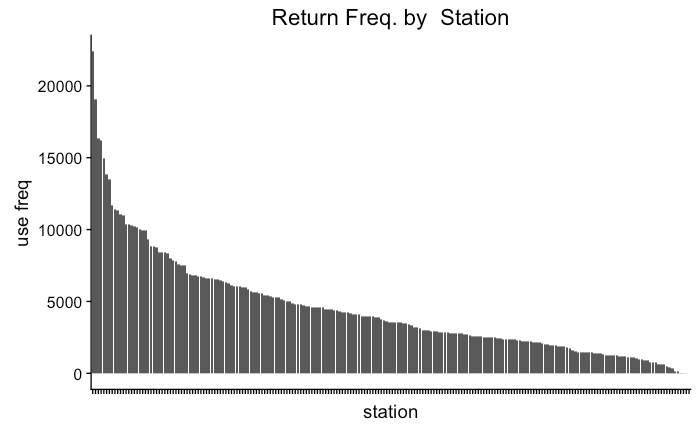 Return Freq. by  Station
use freq
20000
15000
10000
5000
0
station